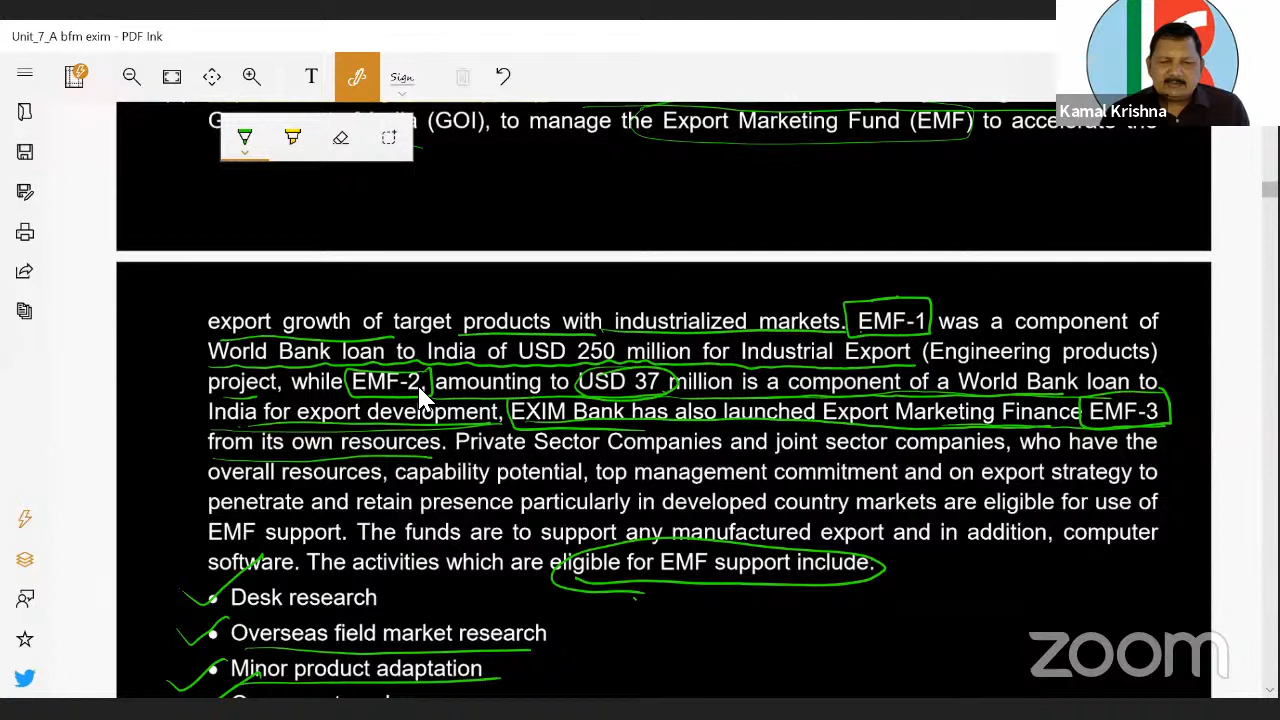 Unit_7_A bfm exim - PDF Ink
T
Sign
Kamal Krishna
(GOI), to manage the Export Marketing Fund (EMF) to accelerate the
export growth of target products with industrialized markets. EMF-1 was a component of
World Bank loan to India of USD 250 million for Industrial Export (Engineering products)
project, while EMF-2, amounting to USD 37 million is a component of a World Bank loan to
India for export development, EXIM Bank has also launched Export Marketing Finance EMF-3
from its own resources. Private Sector Companies and joint sector companies, who have the
overall resources, capability potential, top management commitment and on export strategy to
penetrate and retain presence particularly in developed country markets are eligible for use of
EMF support. The funds are to support any manufactured export and in addition, computer
software. The activities which are eligible for EMF support include.
• Desk research
• Overseas field market research
• Minor product adaptation
zoom